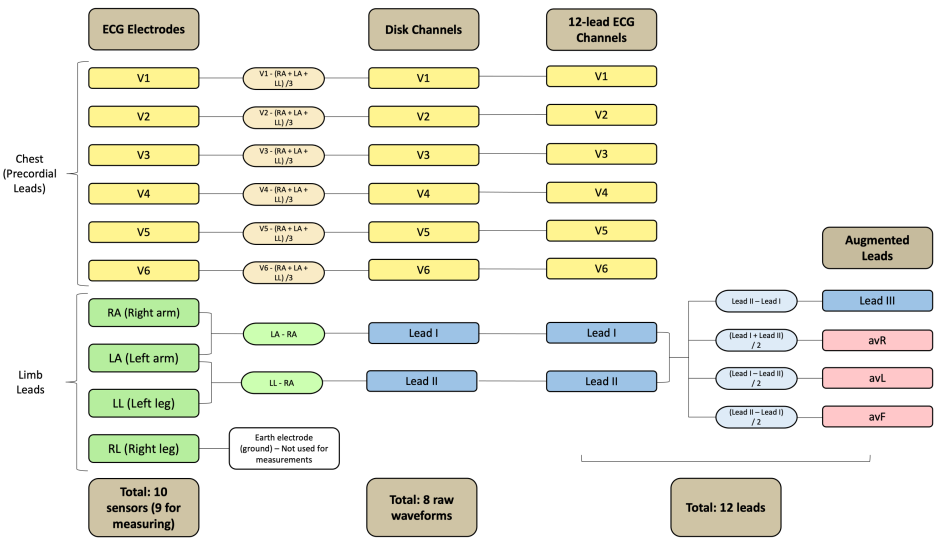 ECG Electrodes
Disk Channels
12-lead ECG
Channels
V1
V1 - (RA + LA +
LL) /3
V1
V1
V2
V2 - (RA + LA +
LL) /3
V2
V2
V3
V3 - (RA + LA +
LL) /3
V3
V3
Chest
(Precordial
Leads)
V4
V4 - (RA + LA +
LL) /3
V4
V4
V5
V5 - (RA + LA +
LL) /3
V5
V5
V6
V6 - (RA + LA +
LL) /3
V6
V6
Augmented
Leads
RA (Right arm)
LA (Left arm)
LL (Left leg)
RL (Right leg)
Limb
Leads
LA - RA
LL - RA
Earth electrode
(ground) – Not used for
measurements
Lead I
Lead II
Lead I
Lead II
Lead II – Lead I
Lead III
(Lead I + Lead II)
/ 2
avR
(Lead I – Lead II)
/ 2
avL
(Lead II – Lead I)
/ 2
avF
Total: 10
sensors (9 for
measuring)
Total: 8 raw
waveforms
Total: 12 leads